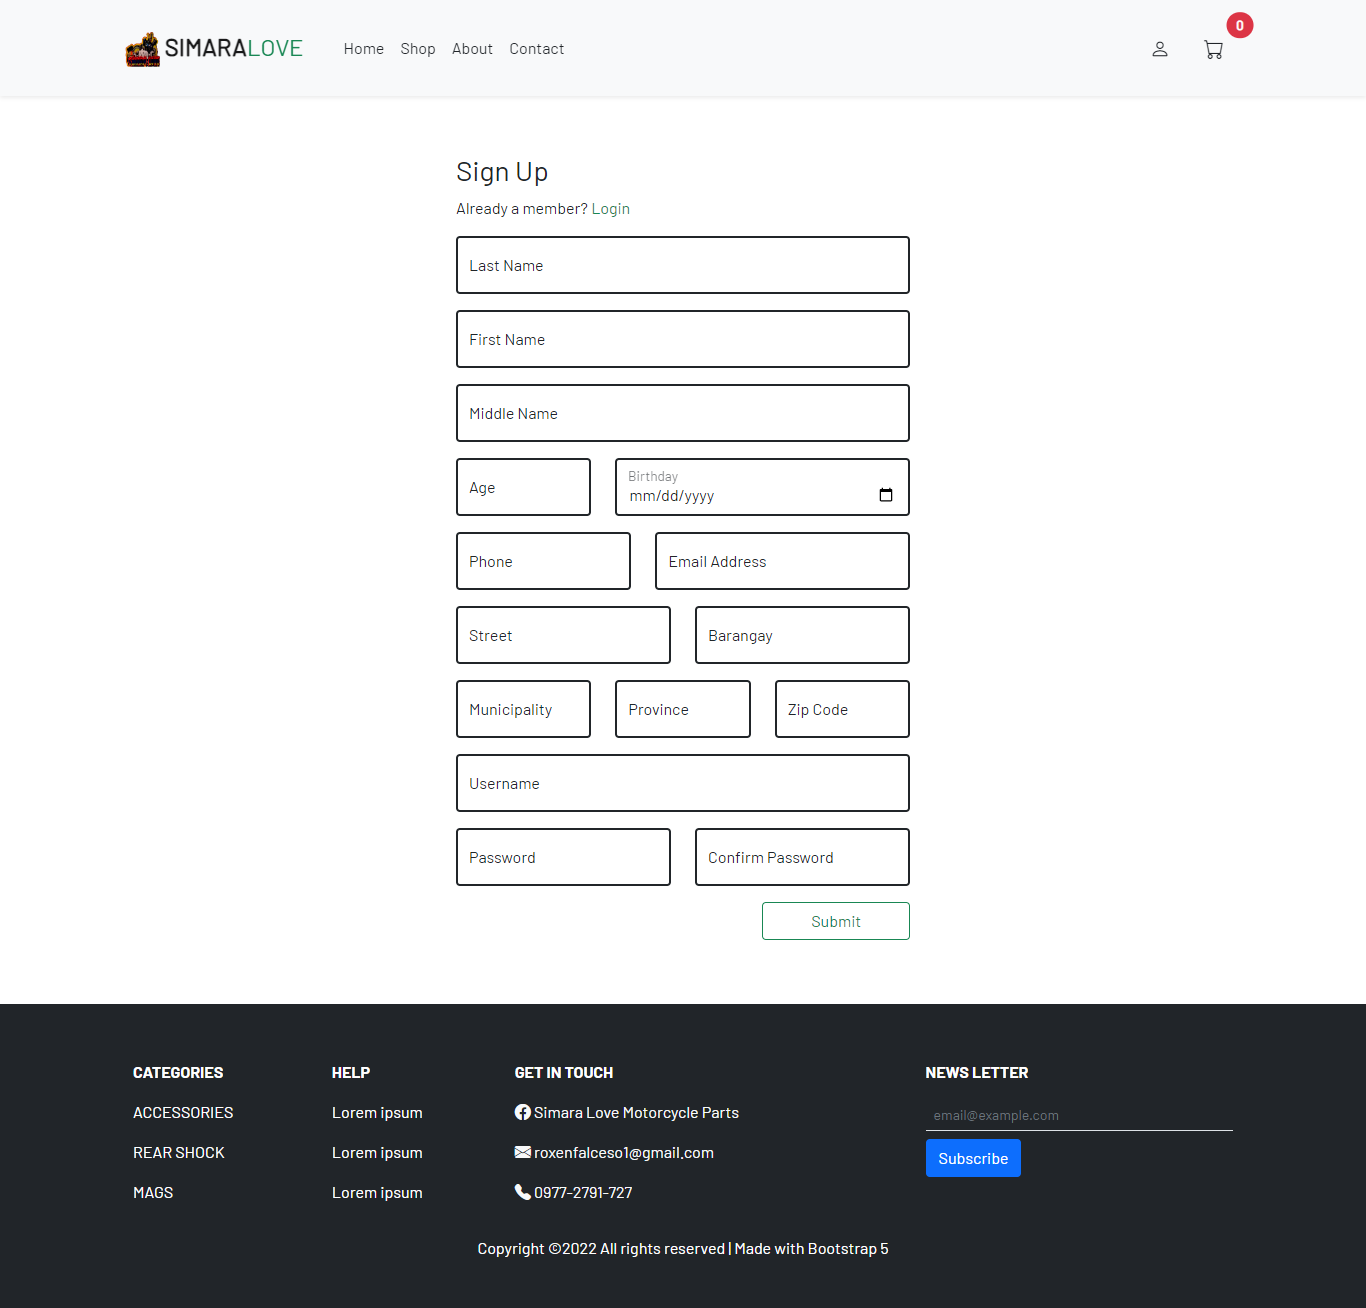 SIMARALOVE Home Shop About Contact 0
Sign Up
Already a member? Login
Last Name
First Name
Middle Name
Age Birthday
mm/dd/yyyy
Phone Email Address
Street Barangay
Municipality Province Zip Code
Username
Password Confirm Password
Submit
CATEGORIES HELP GET IN TOUCH NEWS LETTER
ACCESSORIES Lorem ipsum Simara Love Motorcycle Parts email@example.com
REAR SHOCK Lorem ipsum roxenfalceso1@gmail.com Subscribe
MAGS Lorem ipsum 0977-2791-727
Copyright ©2022 All rights reserved | Made with Bootstrap 5